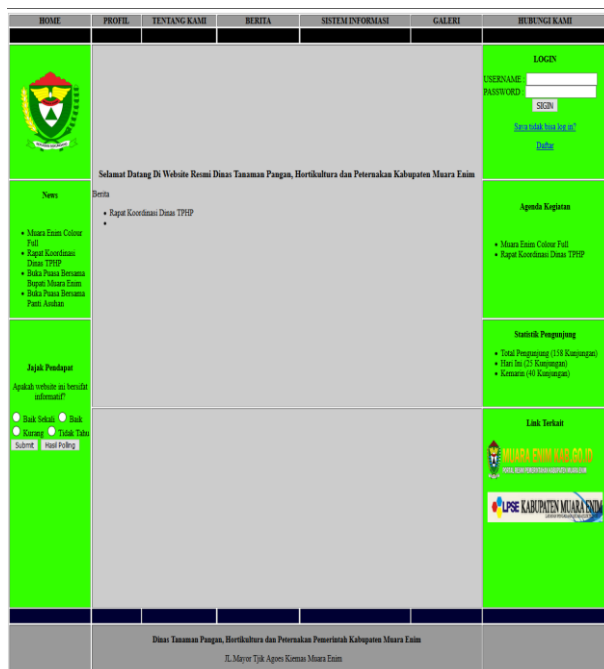 HOME PROFIL TENTANG KAMI BERITA SISTEM INFORMASI GALERI HUBUNGI KAMI
LOGIN
USERNAME :
PASSWORD :
SIGIN
Saya tidak bisa log in?
Daftar
Selamat Datang Di Website Resmi Dinas Tanaman Pangan, Hortikultura dan Peternakan Kabupaten Muara Enim
News
Muara Enim Colour
Full
Rapat Koordinasi
Dinas TPHP
Buka Puasa Bersama
Bupati Muara Enim
Buka Puasa Bersama
Panti Asuhan
Berita
Rapat Koordinasi Dinas TPHP
Agenda Kegiatan
Muara Enim Colour Full
Rapat Koordinasi Dinas TPHP
Jajak Pendapat
Apakah website ini bersifat
informatif?
Baik Sekali Baik
Kurang Tidak Tahu
Submit Hasil Poling
Statistik Pengunjung
Total Pengunjung (158 Kunjungan)
Hari Ini (25 Kunjungan)
Kemarin (40 Kunjungan)
Link Terkait
MUARA ENIM KAB.GO.ID
LPSE KABUPATEN MUARA ENIM
Dinas Tanaman Pangan, Hortikultura dan Peternakan Pemerintah Kabupaten Muara Enim
JL.Mayor Tjik Agoes Kiemas Muara Enim